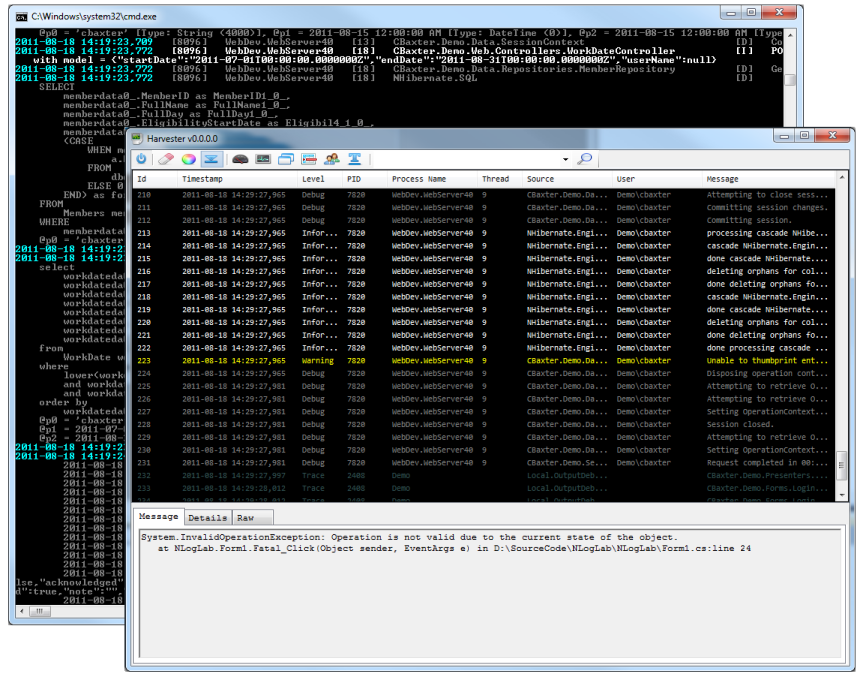 C:\Windows\system32\cmd.exe
@p0 = 'cbaxter' [Type: String (4000)], @p1 = 2011-08-15 12:00:00 AM [Type: DateTime (0)], @p2 = 2011-08-15 12:00:00 AM [Type
2011-08-18 14:19:23,709 [8096] WebDev.WebServer40 [13] CBaxter.Demo.Data.SessionContext [D] Co
2011-08-18 14:19:23,772 [8096] WebDev.WebServer40 [18] CBaxter.Demo.Web.Controllers.WorkDateController [I] PO
with model = {"startDate":"2011-07-01T00:00:00.0000000Z","endDate":"2011-08-31T00:00:00.0000000Z","userName":null}
2011-08-18 14:19:23,772 [8096] WebDev.WebServer40 [18] CBaxter.Demo.Data.Repositories.MemberRepository [D] Ge
2011-08-18 14:19:23,772 [8096] WebDev.WebServer40 [18] NHibernate.SQL [D]
SELECT
memberdata0_.MemberID as MemberID1_0_,
memberdata0_.FullName as FullName1_0_,
memberdata0_.FullDay as FullDay1_0_,
memberdata0_.EligibilityStartDate as Eligibil4_1_0_,
memberdata
(CASE
WHEN m
a.
FROM
db
ELSE 0
END) as fo
FROM
Members me
WHERE
memberdata
@p0 = 'cbaxter
2011-08-18 14:19:2
2011-08-18 14:19:2
select
workdateda
workdateda
workdateda
workdateda
workdateda
workdateda
workdateda
from
WorkDate w
where
lower(work
and workda
and workda
order by
workdateda
@p0 = 'cbaxter
@p1 = 2011-07-
@p2 = 2011-08-
2011-08-18 14:19:2
2011-08-18 14:19:2
2011-08-18
2011-08-18
2011-08-18
2011-08-18
2011-08-18
2011-08-18
2011-08-18
2011-08-18
2011-08-18
2011-08-18
2011-08-18
2011-08-18
2011-08-18
lse,"acknowledged"
d":true,"note":"",
2011-08-18
Harvester v0.0.0.0
Id Timestamp Level PID Process Name Thread Source User Message
210 2011-08-18 14:29:27,965 Debug 7820 WebDev.WebServer40 9 CBaxter.Demo.Da... Demo\cbaxter Attempting to close sess...
211 2011-08-18 14:29:27,965 Debug 7820 WebDev.WebServer40 9 CBaxter.Demo.Da... Demo\cbaxter Committing session changes.
212 2011-08-18 14:29:27,965 Debug 7820 WebDev.WebServer40 9 CBaxter.Demo.Da... Demo\cbaxter Committing session.
213 2011-08-18 14:29:27,965 Infor... 7820 WebDev.WebServer40 9 NHibernate.Engi... Demo\cbaxter processing cascade NHibe...
214 2011-08-18 14:29:27,965 Infor... 7820 WebDev.WebServer40 9 NHibernate.Engi... Demo\cbaxter cascade NHibernate.Engin...
215 2011-08-18 14:29:27,965 Infor... 7820 WebDev.WebServer40 9 NHibernate.Engi... Demo\cbaxter done cascade NHibernate....
216 2011-08-18 14:29:27,965 Infor... 7820 WebDev.WebServer40 9 NHibernate.Engi... Demo\cbaxter deleting orphans for col...
217 2011-08-18 14:29:27,965 Infor... 7820 WebDev.WebServer40 9 NHibernate.Engi... Demo\cbaxter done deleting orphans fo...
218 2011-08-18 14:29:27,965 Infor... 7820 WebDev.WebServer40 9 NHibernate.Engi... Demo\cbaxter cascade NHibernate.Engin...
219 2011-08-18 14:29:27,965 Infor... 7820 WebDev.WebServer40 9 NHibernate.Engi... Demo\cbaxter done cascade NHibernate....
220 2011-08-18 14:29:27,965 Infor... 7820 WebDev.WebServer40 9 NHibernate.Engi... Demo\cbaxter deleting orphans for col...
221 2011-08-18 14:29:27,965 Infor... 7820 WebDev.WebServer40 9 NHibernate.Engi... Demo\cbaxter done deleting orphans fo...
222 2011-08-18 14:29:27,965 Infor... 7820 WebDev.WebServer40 9 NHibernate.Engi... Demo\cbaxter done processing cascade ...
223 2011-08-18 14:29:27,965 Warning 7820 WebDev.WebServer40 9 CBaxter.Demo.Da... Demo\cbaxter Unable to thumbprint ent...
224 2011-08-18 14:29:27,965 Debug 7820 WebDev.WebServer40 9 CBaxter.Demo.Da... Demo\cbaxter Disposing operation cont...
225 2011-08-18 14:29:27,981 Debug 7820 WebDev.WebServer40 9 CBaxter.Demo.Da... Demo\cbaxter Attempting to retrieve O...
226 2011-08-18 14:29:27,981 Debug 7820 WebDev.WebServer40 9 CBaxter.Demo.Da... Demo\cbaxter Attempting to retrieve O...
227 2011-08-18 14:29:27,981 Debug 7820 WebDev.WebServer40 9 CBaxter.Demo.Da... Demo\cbaxter Setting OperationContext...
228 2011-08-18 14:29:27,981 Debug 7820 WebDev.WebServer40 9 CBaxter.Demo.Da... Demo\cbaxter Session closed.
229 2011-08-18 14:29:27,981 Debug 7820 WebDev.WebServer40 9 CBaxter.Demo.Da... Demo\cbaxter Attempting to retrieve O...
230 2011-08-18 14:29:27,981 Debug 7820 WebDev.WebServer40 9 CBaxter.Demo.Da... Demo\cbaxter Setting OperationContext...
231 2011-08-18 14:29:27,981 Debug 7820 WebDev.WebServer40 9 CBaxter.Demo.Se... Demo\cbaxter Request completed in 00:...
232 2011-08-18 14:29:27,997 Trace 2408 Demo Local.OutputDeb... CBaxter.Demo.Presenters....
233 2011-08-18 14:29:28,012 Trace 2408 Demo Local.OutputDeb... CBaxter.Demo.Forms.Login...
234 2011-08-18 14:29:28,012 Trace 2408 Demo Local.OutputDeb... CBaxter.Demo.Forms.Login...
Message Details Raw
System.InvalidOperationException: Operation is not valid due to the current state of the object.
at NLogLab.Form1.Fatal_Click(Object sender, EventArgs e) in D:\SourceCode\NLogLab\NLogLab\Form1.cs:line 24